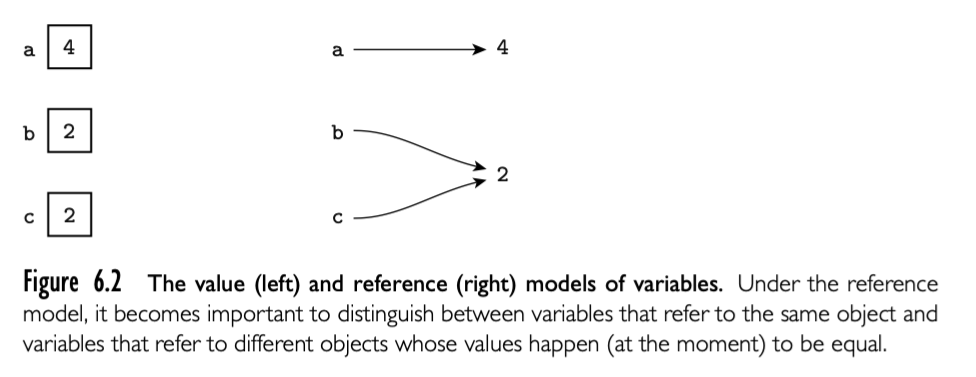 a 4 a 4
b 2 b
2
c 2 c
Figure 6.2 The value (left) and reference (right) models of variables. Under the reference
model, it becomes important to distinguish between variables that refer to the same object and
variables that refer to different objects whose values happen (at the moment) to be equal.